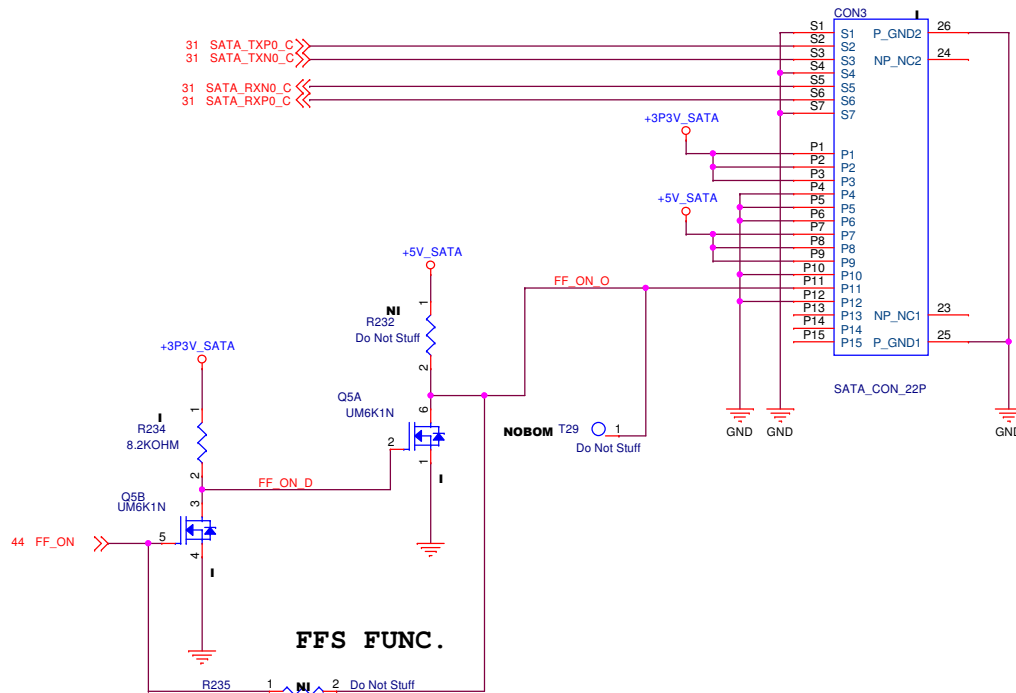 CON3 I
S1 S1 P_GND2 26
31 SATA_TXP0_C S2 S2
31 SATA_TXN0_C S3 S3 NP_NC2 24
S4 S4
31 SATA_RXN0_C S5 S5
31 SATA_RXP0_C S6 S6
S7 S7
+3P3V_SATA
P1 P1
P2 P2
P3 P3
P4 P4
+5V_SATA P5 P5
P6 P6
P7 P7
P8 P8
P9 P9
P10 P10
+5V_SATA
FF_ON_O P11 P11
P12 P12
P13 P13 NP_NC1 23
P14 P14
P15 P15 P_GND1 25
1
NI
R232
Do Not Stuff
2
+3P3V_SATA
SATA_CON_22P
Q5A
UM6K1N
6
2
1
I
1
I
R234
8.2KOHM
2
NOBOM T29 1
Do Not Stuff
GND GND GND
FF_ON_D
Q5B
UM6K1N
3
44 FF_ON 5
4
I
FFS FUNC.
R235 1 NI 2 Do Not Stuff